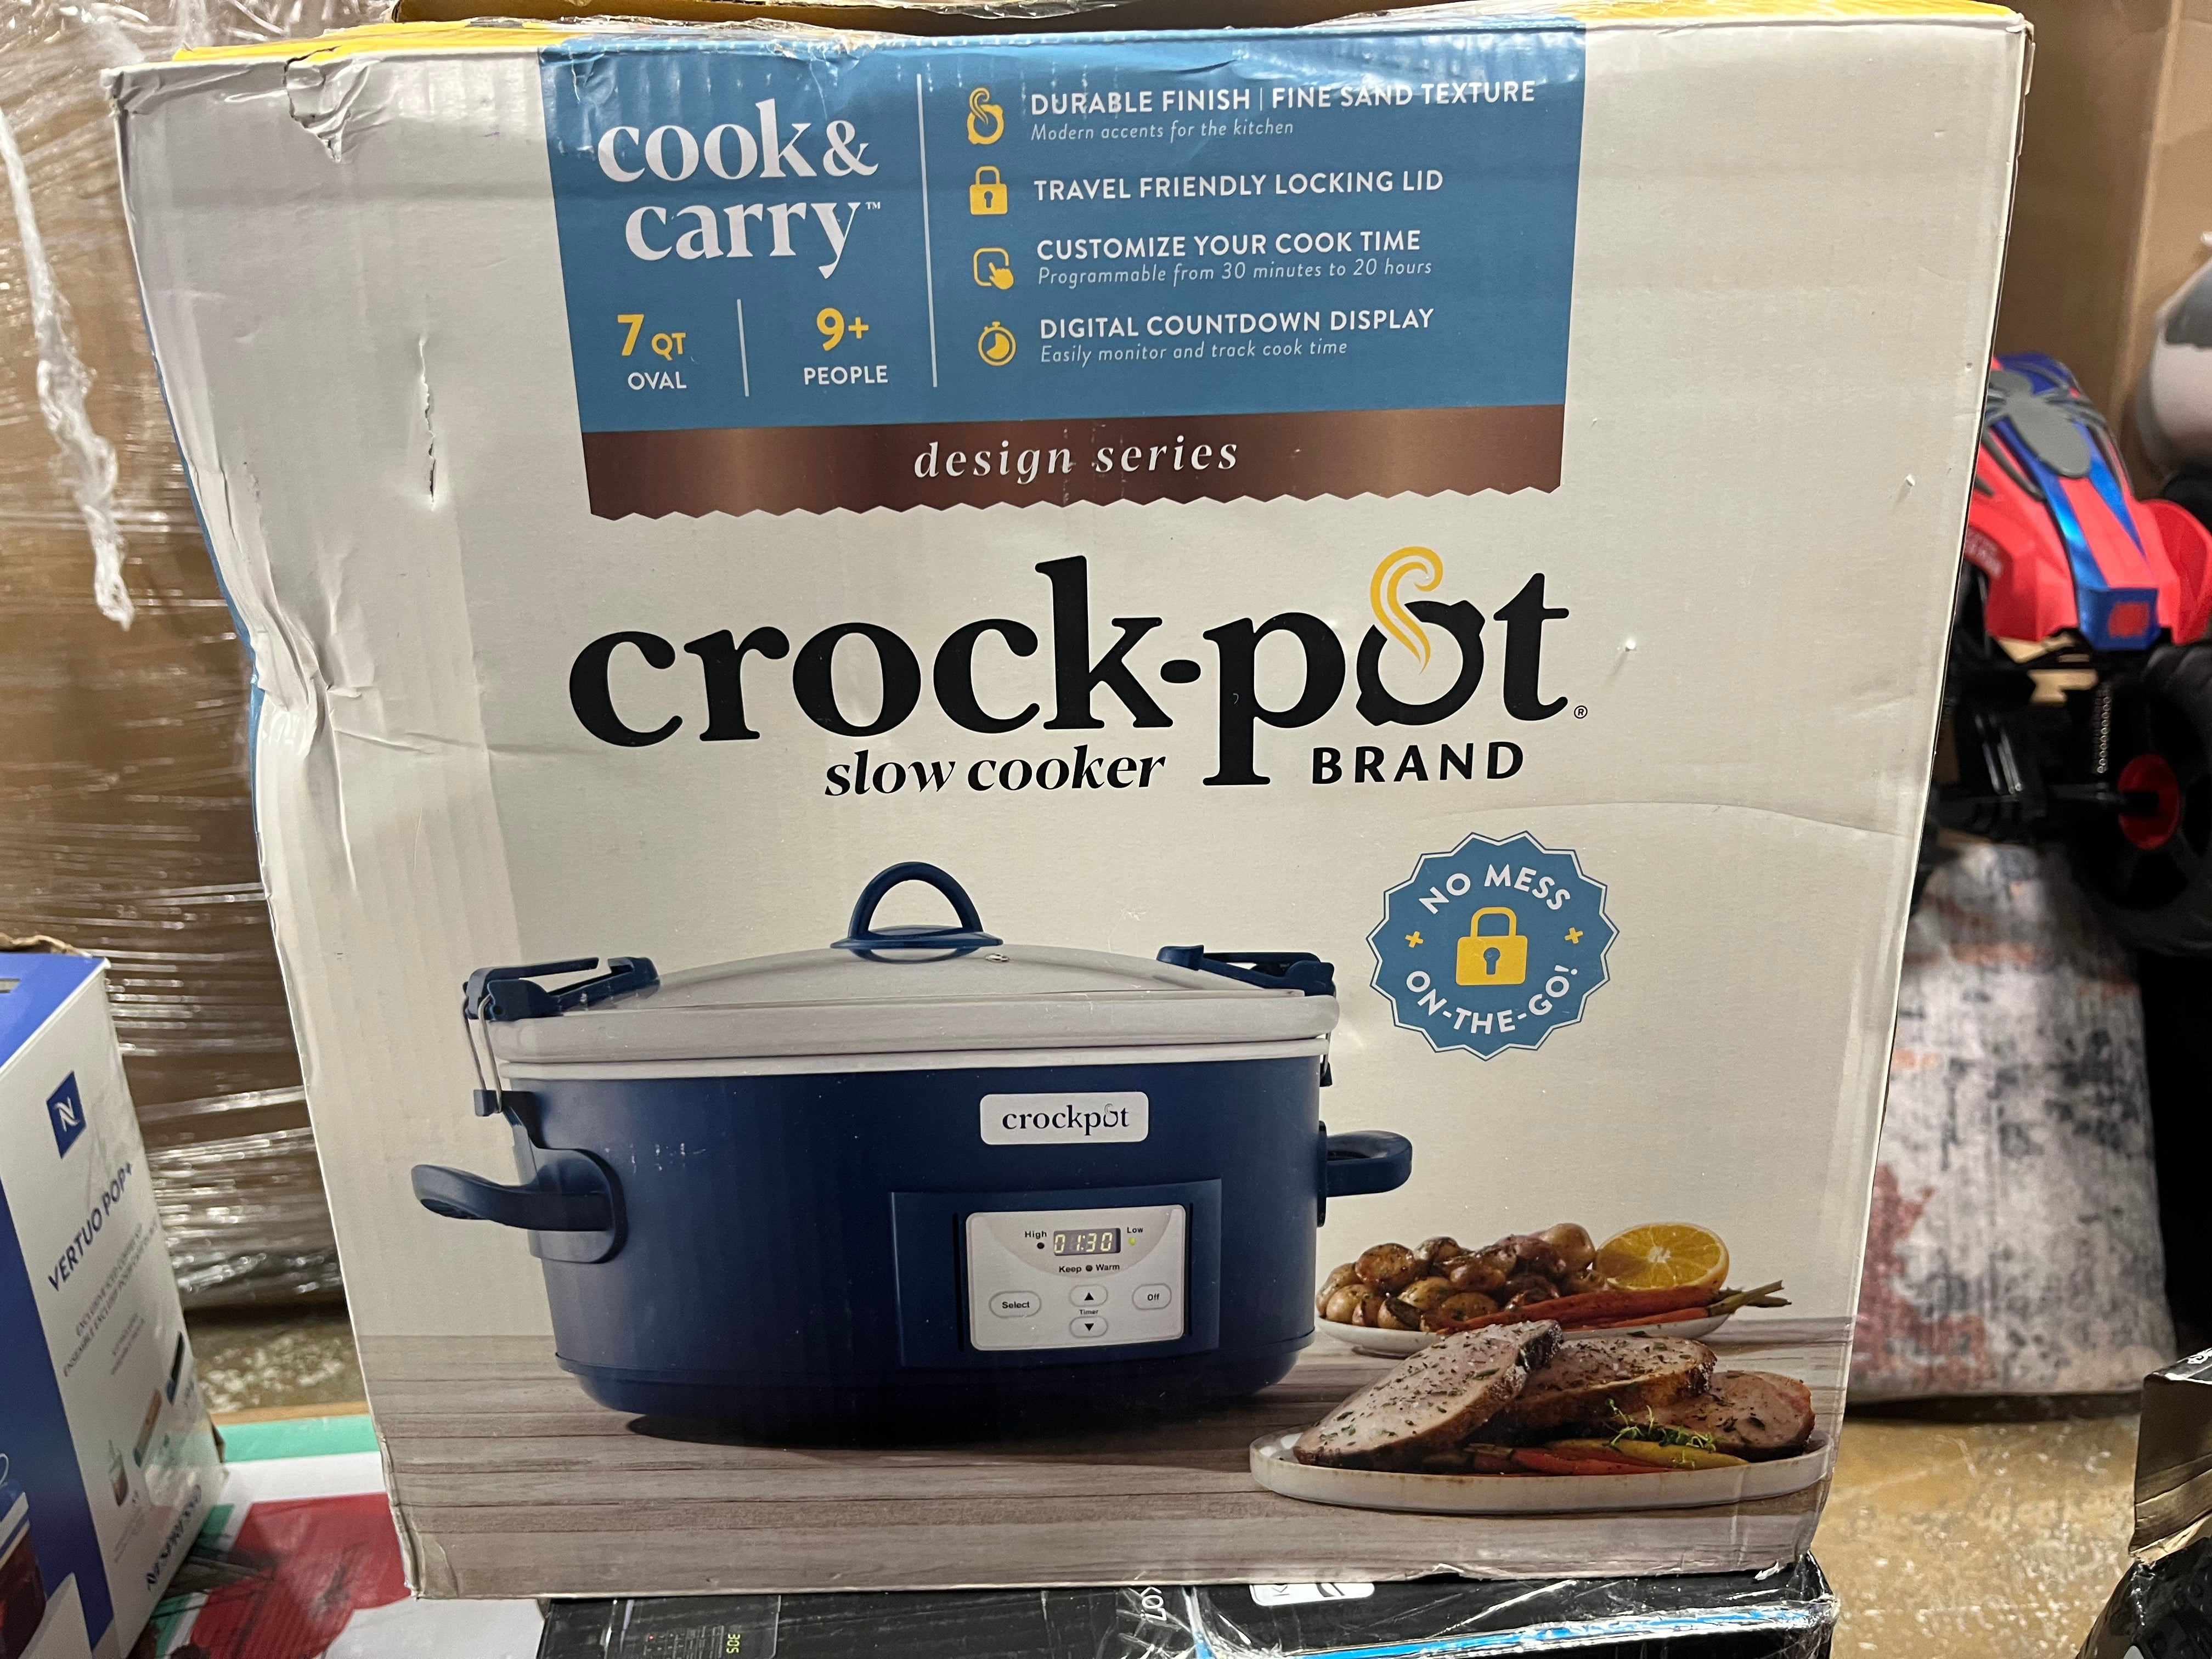 cook &
carry™
7 QT
OVAL
9+
PEOPLE
DURABLE FINISH | FINE SAND TEXTURE
Modern accents for the kitchen
TRAVEL FRIENDLY LOCKING LID
CUSTOMIZE YOUR COOK TIME
Programmable from 30 minutes to 20 hours
DIGITAL COUNTDOWN DISPLAY
Easily monitor and track cook time
design series
crock-pot®
slow cooker BRAND
NO MESS
ON-THE-GO!
crockpot
High 01:30 Low
Keep Warm
Select
Timer
Off
N
VERTUO POP+
NESPRESSO